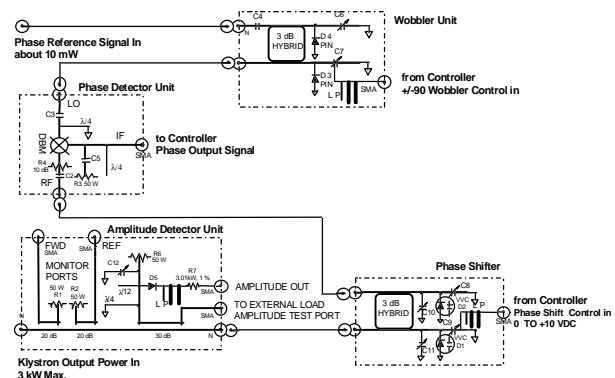 Wobbler Unit
C4
C6
N
3 dB
HYBRID
D4
PIN
Phase Reference Signal In
about 10 mW
C7
N
D3
PIN
L P
SMA
from Controller
+/-90 Wobbler Control in
Phase Detector Unit
LO
C3
λ/4
DBM
IF
SMA
to Controller
Phase Output Signal
R4
10 dB
C2
C5
λ/4
R3 50 W
RF
Amplitude Detector Unit
FWD
SMA
REF
SMA
MONITOR
PORTS
R6
50 W
C12
D5
R7
3.01kW, 1 %
λ/12
L P
SMA
AMPLITUDE OUT
50 W
R1
50 W
R2
λ/4
TO EXTERNAL LOAD
AMPLITUDE TEST PORT
SMA
N
20 dB
20 dB
30 dB
N
Klystron Output Power In
3 kW Max.
Phase Shifter
C8
3 dB
HYBRID
C10
VVC
D2
L P
C9
C11
VVC
D1
SMA
from Controller
Phase Shift Control in
0 TO +10 VDC